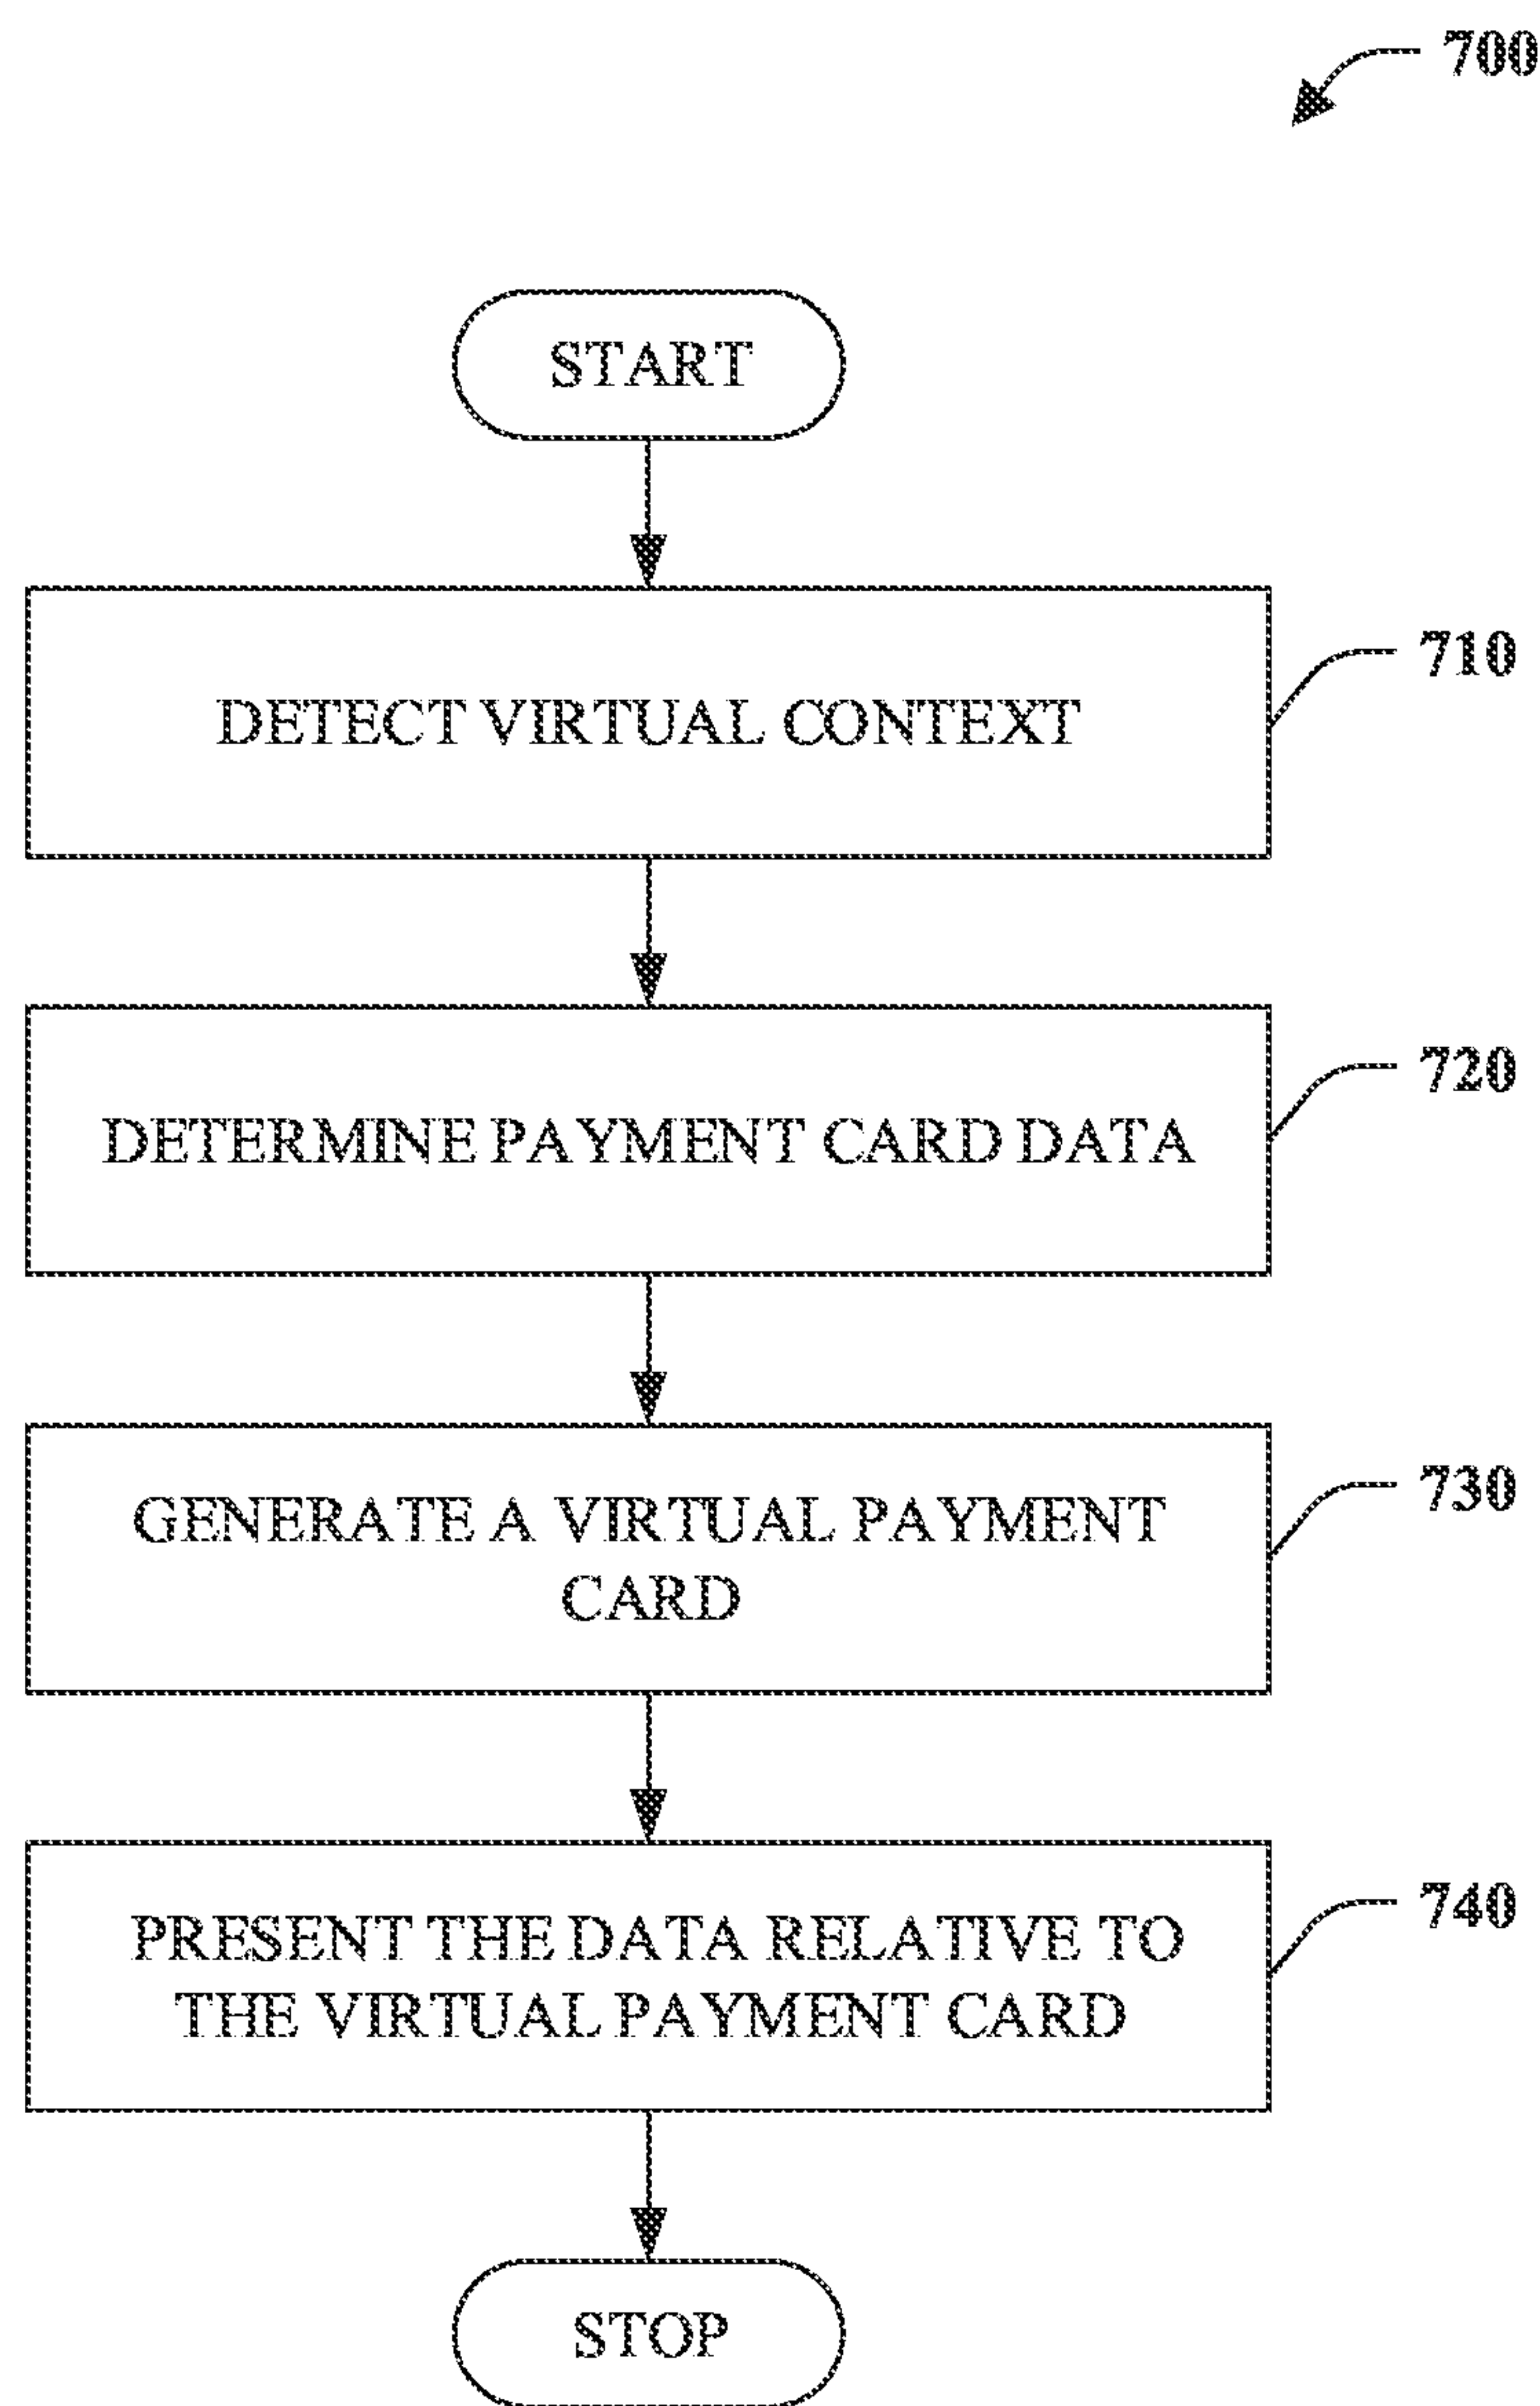 700
START
DETECT VIRTUAL CONTEXT
710
DETERMINE PAYMENT CARD DATA
720
GENERATE A VIRTUAL PAYMENT
CARD
730
PRESENT THE DATA RELATIVE TO
THE VIRTUAL PAYMENT CARD
740
STOP